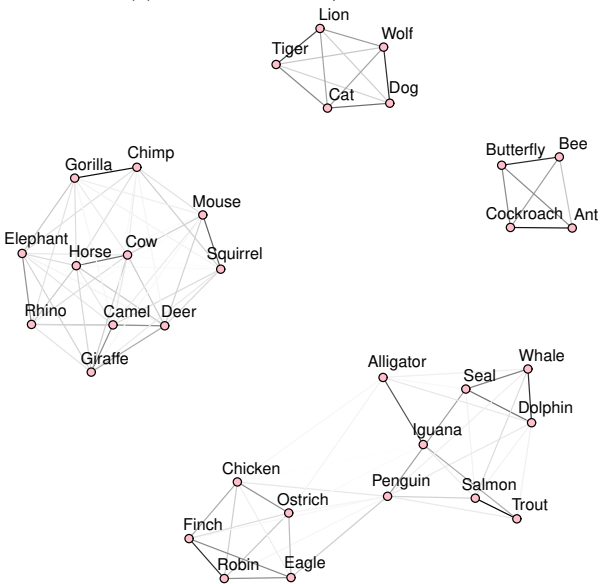 Lion
Wolf
Tiger
Cat
Dog
Chimp
Gorilla
Butterfly
Bee
Mouse
Cockroach
Ant
Elephant
Horse
Cow
Squirrel
Rhino
Camel
Deer
Giraffe
Alligator
Seal
Whale
Dolphin
Iguana
Chicken
Penguin
Salmon
Ostrich
Trout
Finch
Robin
Eagle